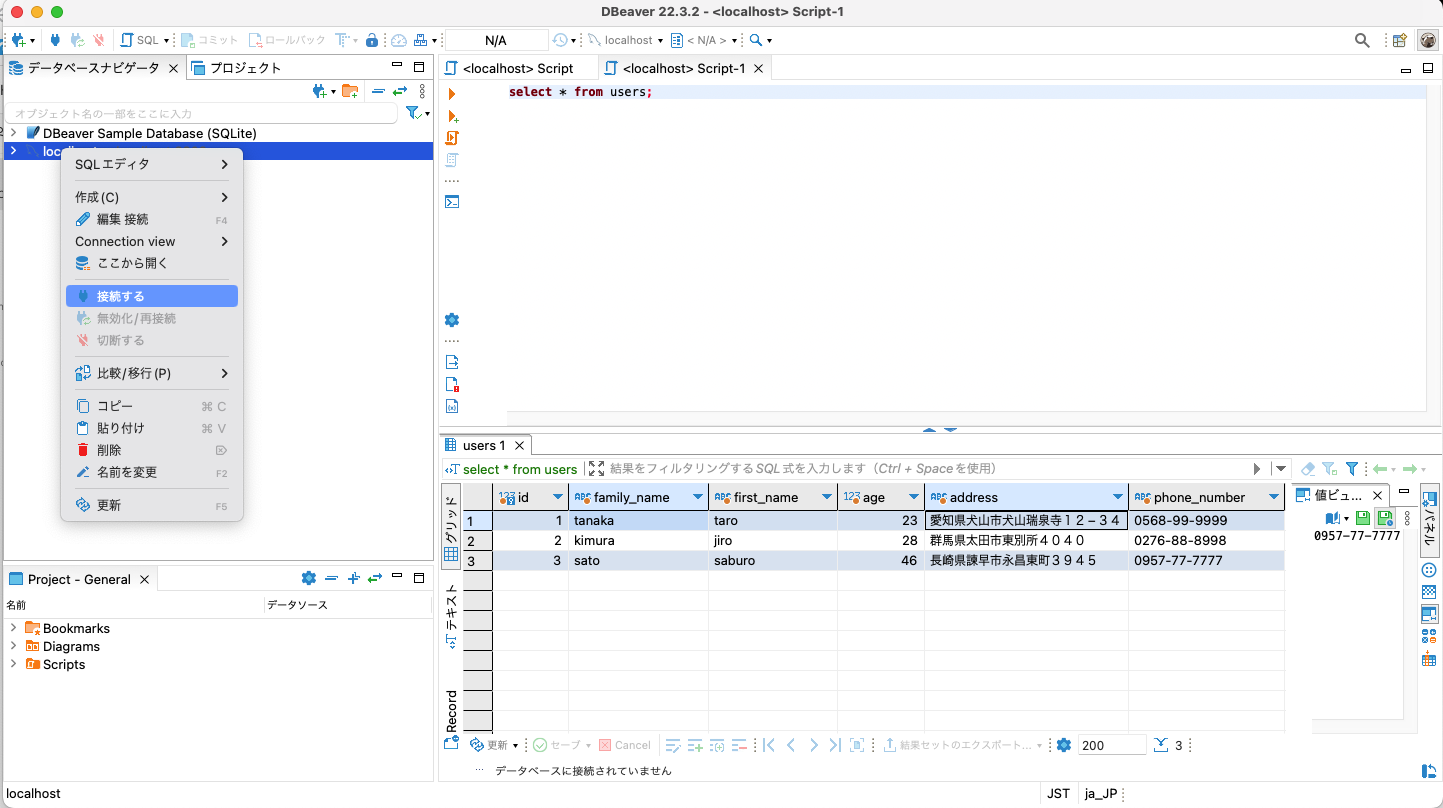 DBeaver 22.3.2 - <localhost> Script-1
SQL コミット ロールバック N/A localhost < N/A >
データベースナビゲータ プロジェクト
オブジェクト名の一部をここに入力
DBeaver Sample Database (SQLite)
SQLエディタ
作成(C)
編集 接続 F4
Connection view
ここから開く
接続する
無効化/再接続
切断する
比較/移行(P)
コピー ⌘ C
貼り付け ⌘ V
削除
名前を変更 F2
更新 F5
Project - General
名前 データソース
Bookmarks
Diagrams
Scripts
<localhost> Script <localhost> Script-1
select * from users;
users 1
select * from users 結果をフィルタリングするSQL式を入力します (Ctrl + Spaceを使用)
グリッド
テキスト
Record
id family_name first_name age address phone_number
1 1 tanaka taro 23 愛知県犬山市犬山瑞泉寺１２−３４ 0568-99-9999
2 2 kimura jiro 28 群馬県太田市東別所４０４０ 0276-88-8998
3 3 sato saburo 46 長崎県諫早市永昌東町３９４５ 0957-77-7777
値ビュ...
0957-77-7777
パネル
更新 セーブ Cancel 結果セットのエクスポート... 200 3
データベースに接続されていません
localhost JST ja_JP